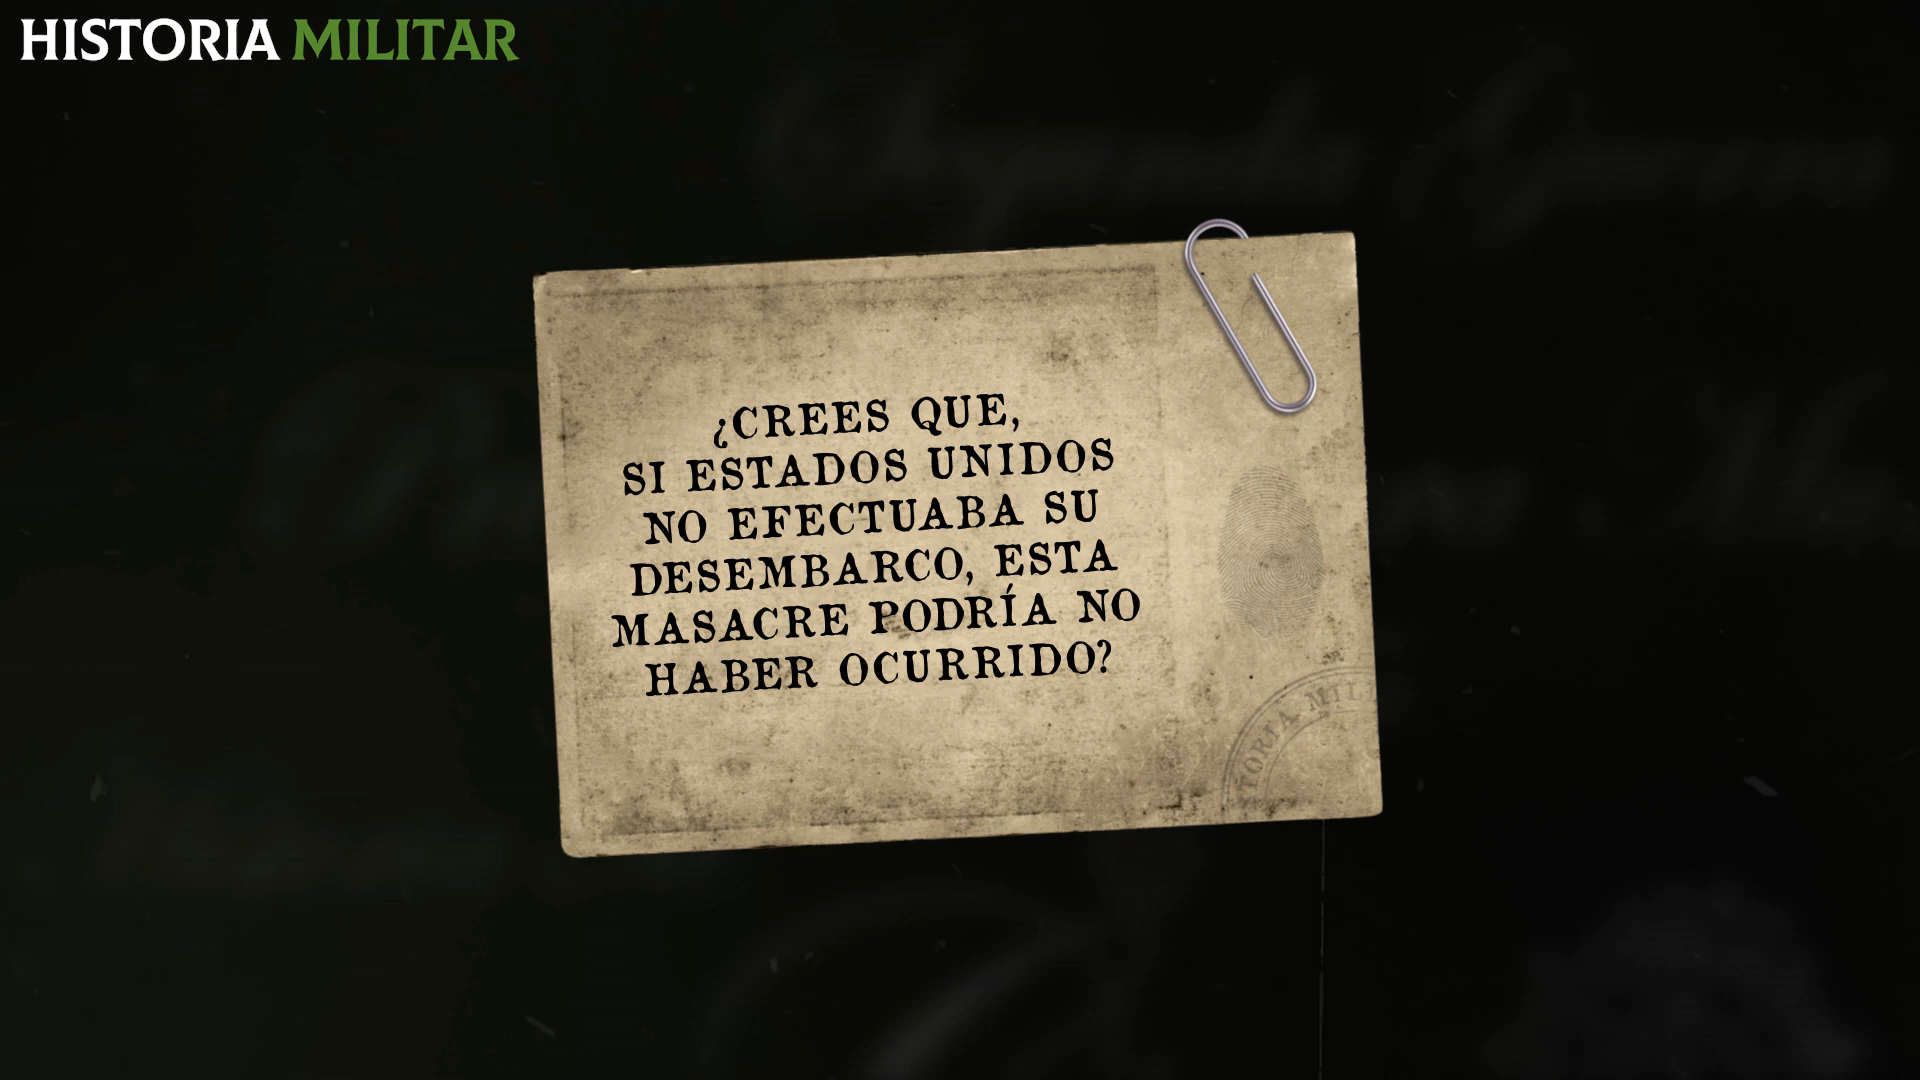 HISTORIA MILITAR
¿CREES QUE,
SI ESTADOS UNIDOS
NO EFECTUABA SU
DESEMBARCO, ESTA
MASACRE PODRÍA NO
HABER OCURRIDO?